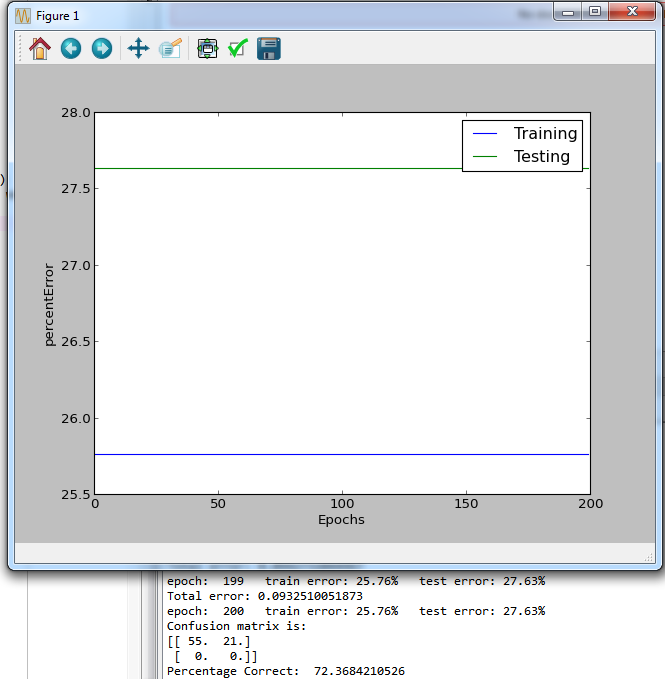 Figure 1
28.0
Training
Testing
27.5
27.0
percentError
26.5
26.0
25.5
0 50 100 150 200
Epochs
epoch: 199 train error: 25.76% test error: 27.63%
Total error: 0.0932510051873
epoch: 200 train error: 25.76% test error: 27.63%
Confusion matrix is:
[[ 55. 21.]
[ 0. 0.]]
Percentage Correct: 72.3684210526